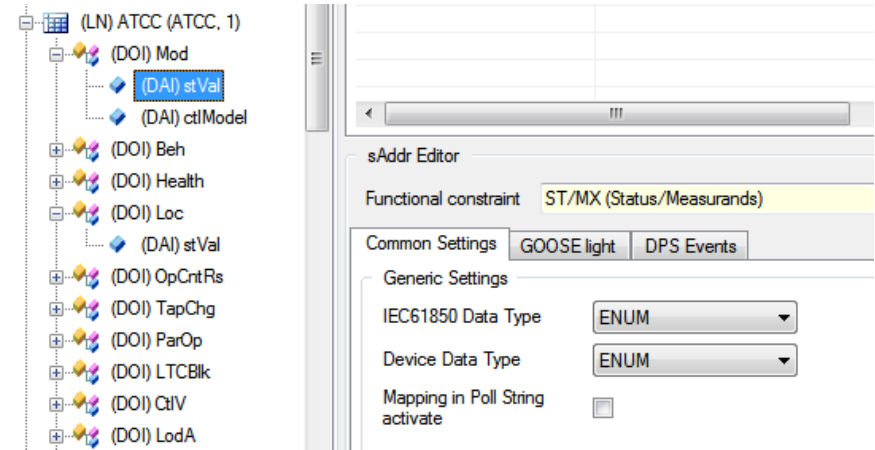 (LN) ATCC (ATCC, 1)
(DOI) Mod
(DAI) stVal
(DAI) ctlModel
(DOI) Beh
(DOI) Health
(DOI) Loc
(DAI) stVal
(DOI) OpCntRs
(DOI) TapChg
(DOI) ParOp
(DOI) LTCBlk
(DOI) CtlV
(DOI) LodA
sAddr Editor
Functional constraint ST/MX (Status/Measurands)
Common Settings GOOSE light DPS Events
Generic Settings
IEC61850 Data Type ENUM
Device Data Type ENUM
Mapping in Poll String
activate